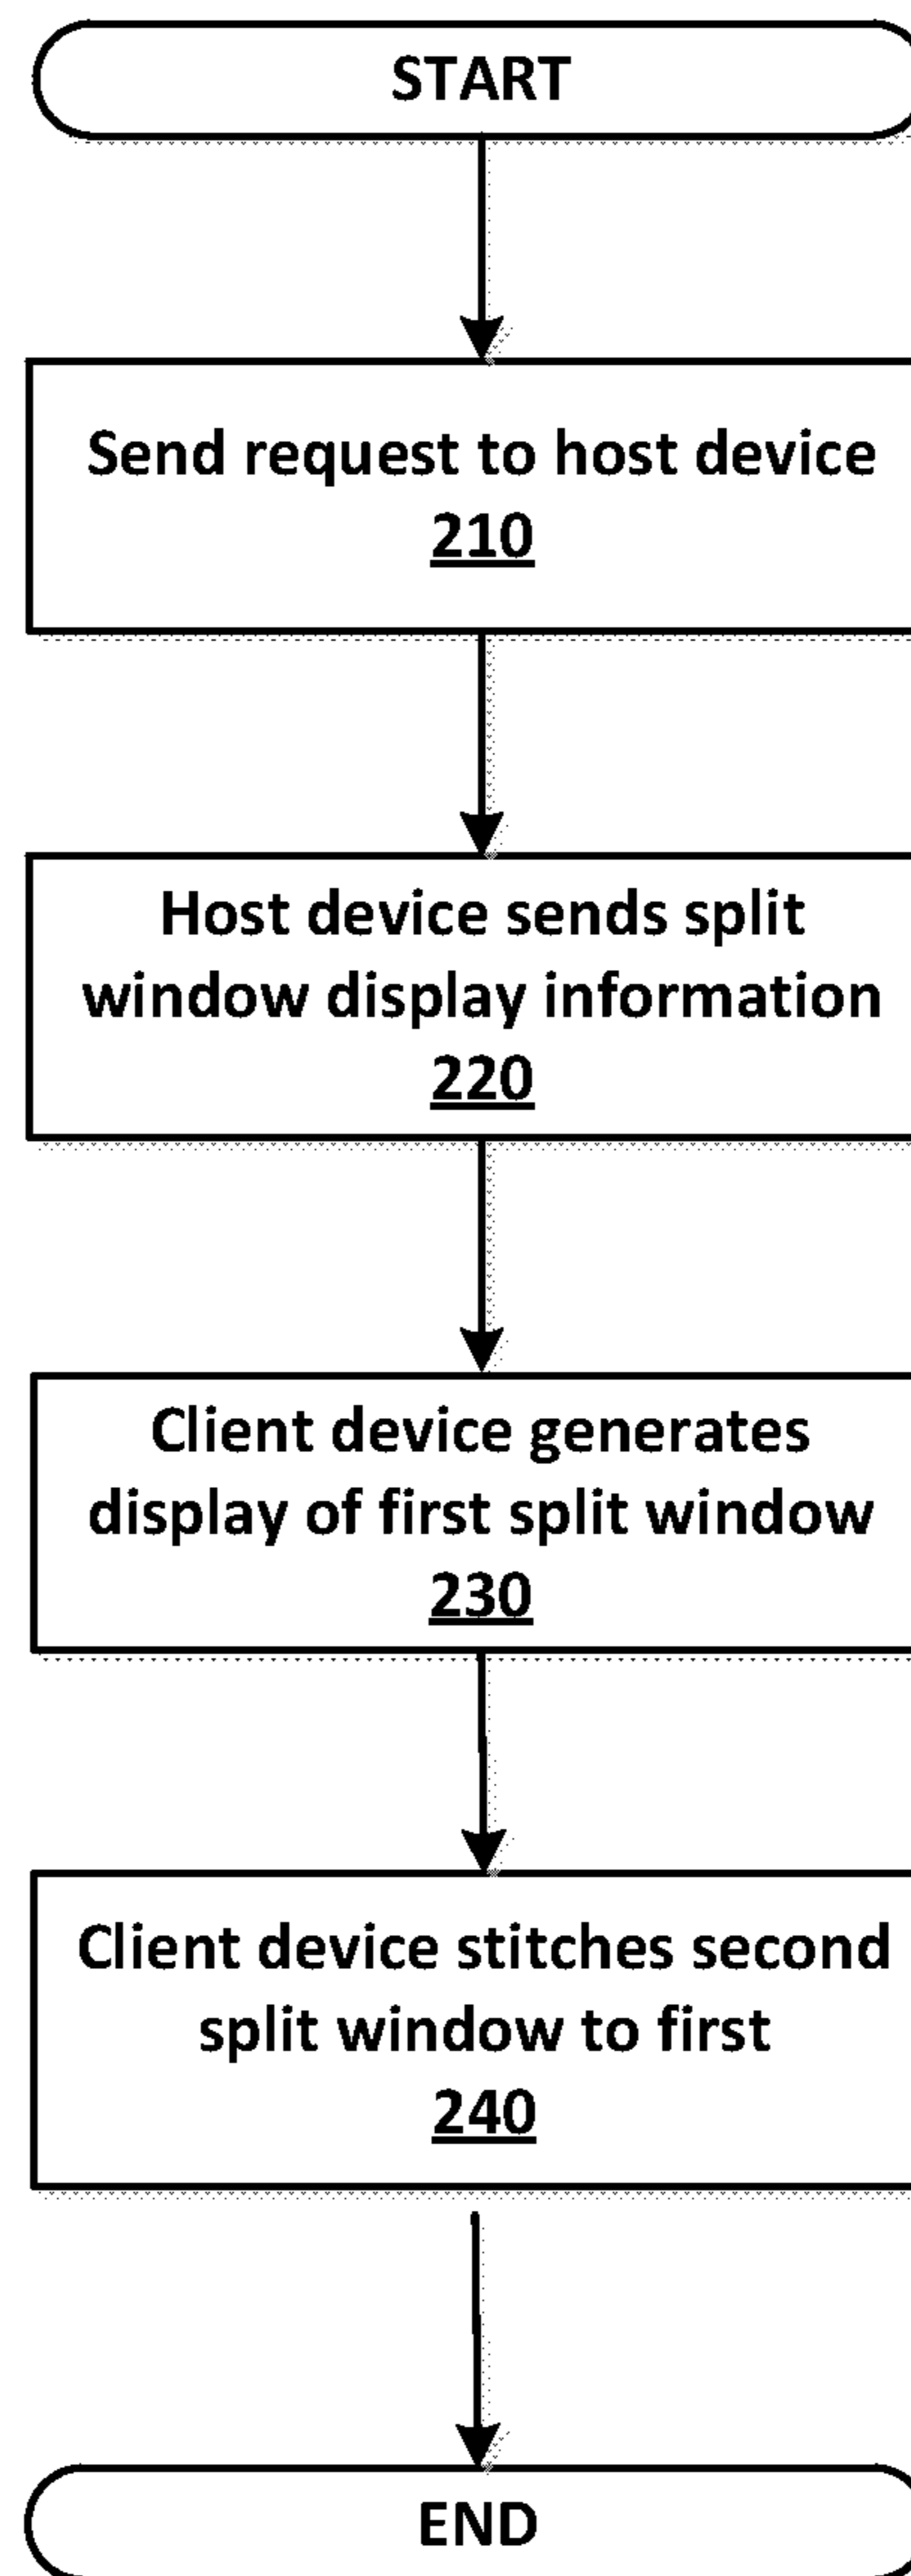 START
Send request to host device
210
Host device sends split
window display information
220
Client device generates
display of first split window
230
Client device stitches second
split window to first
240
END